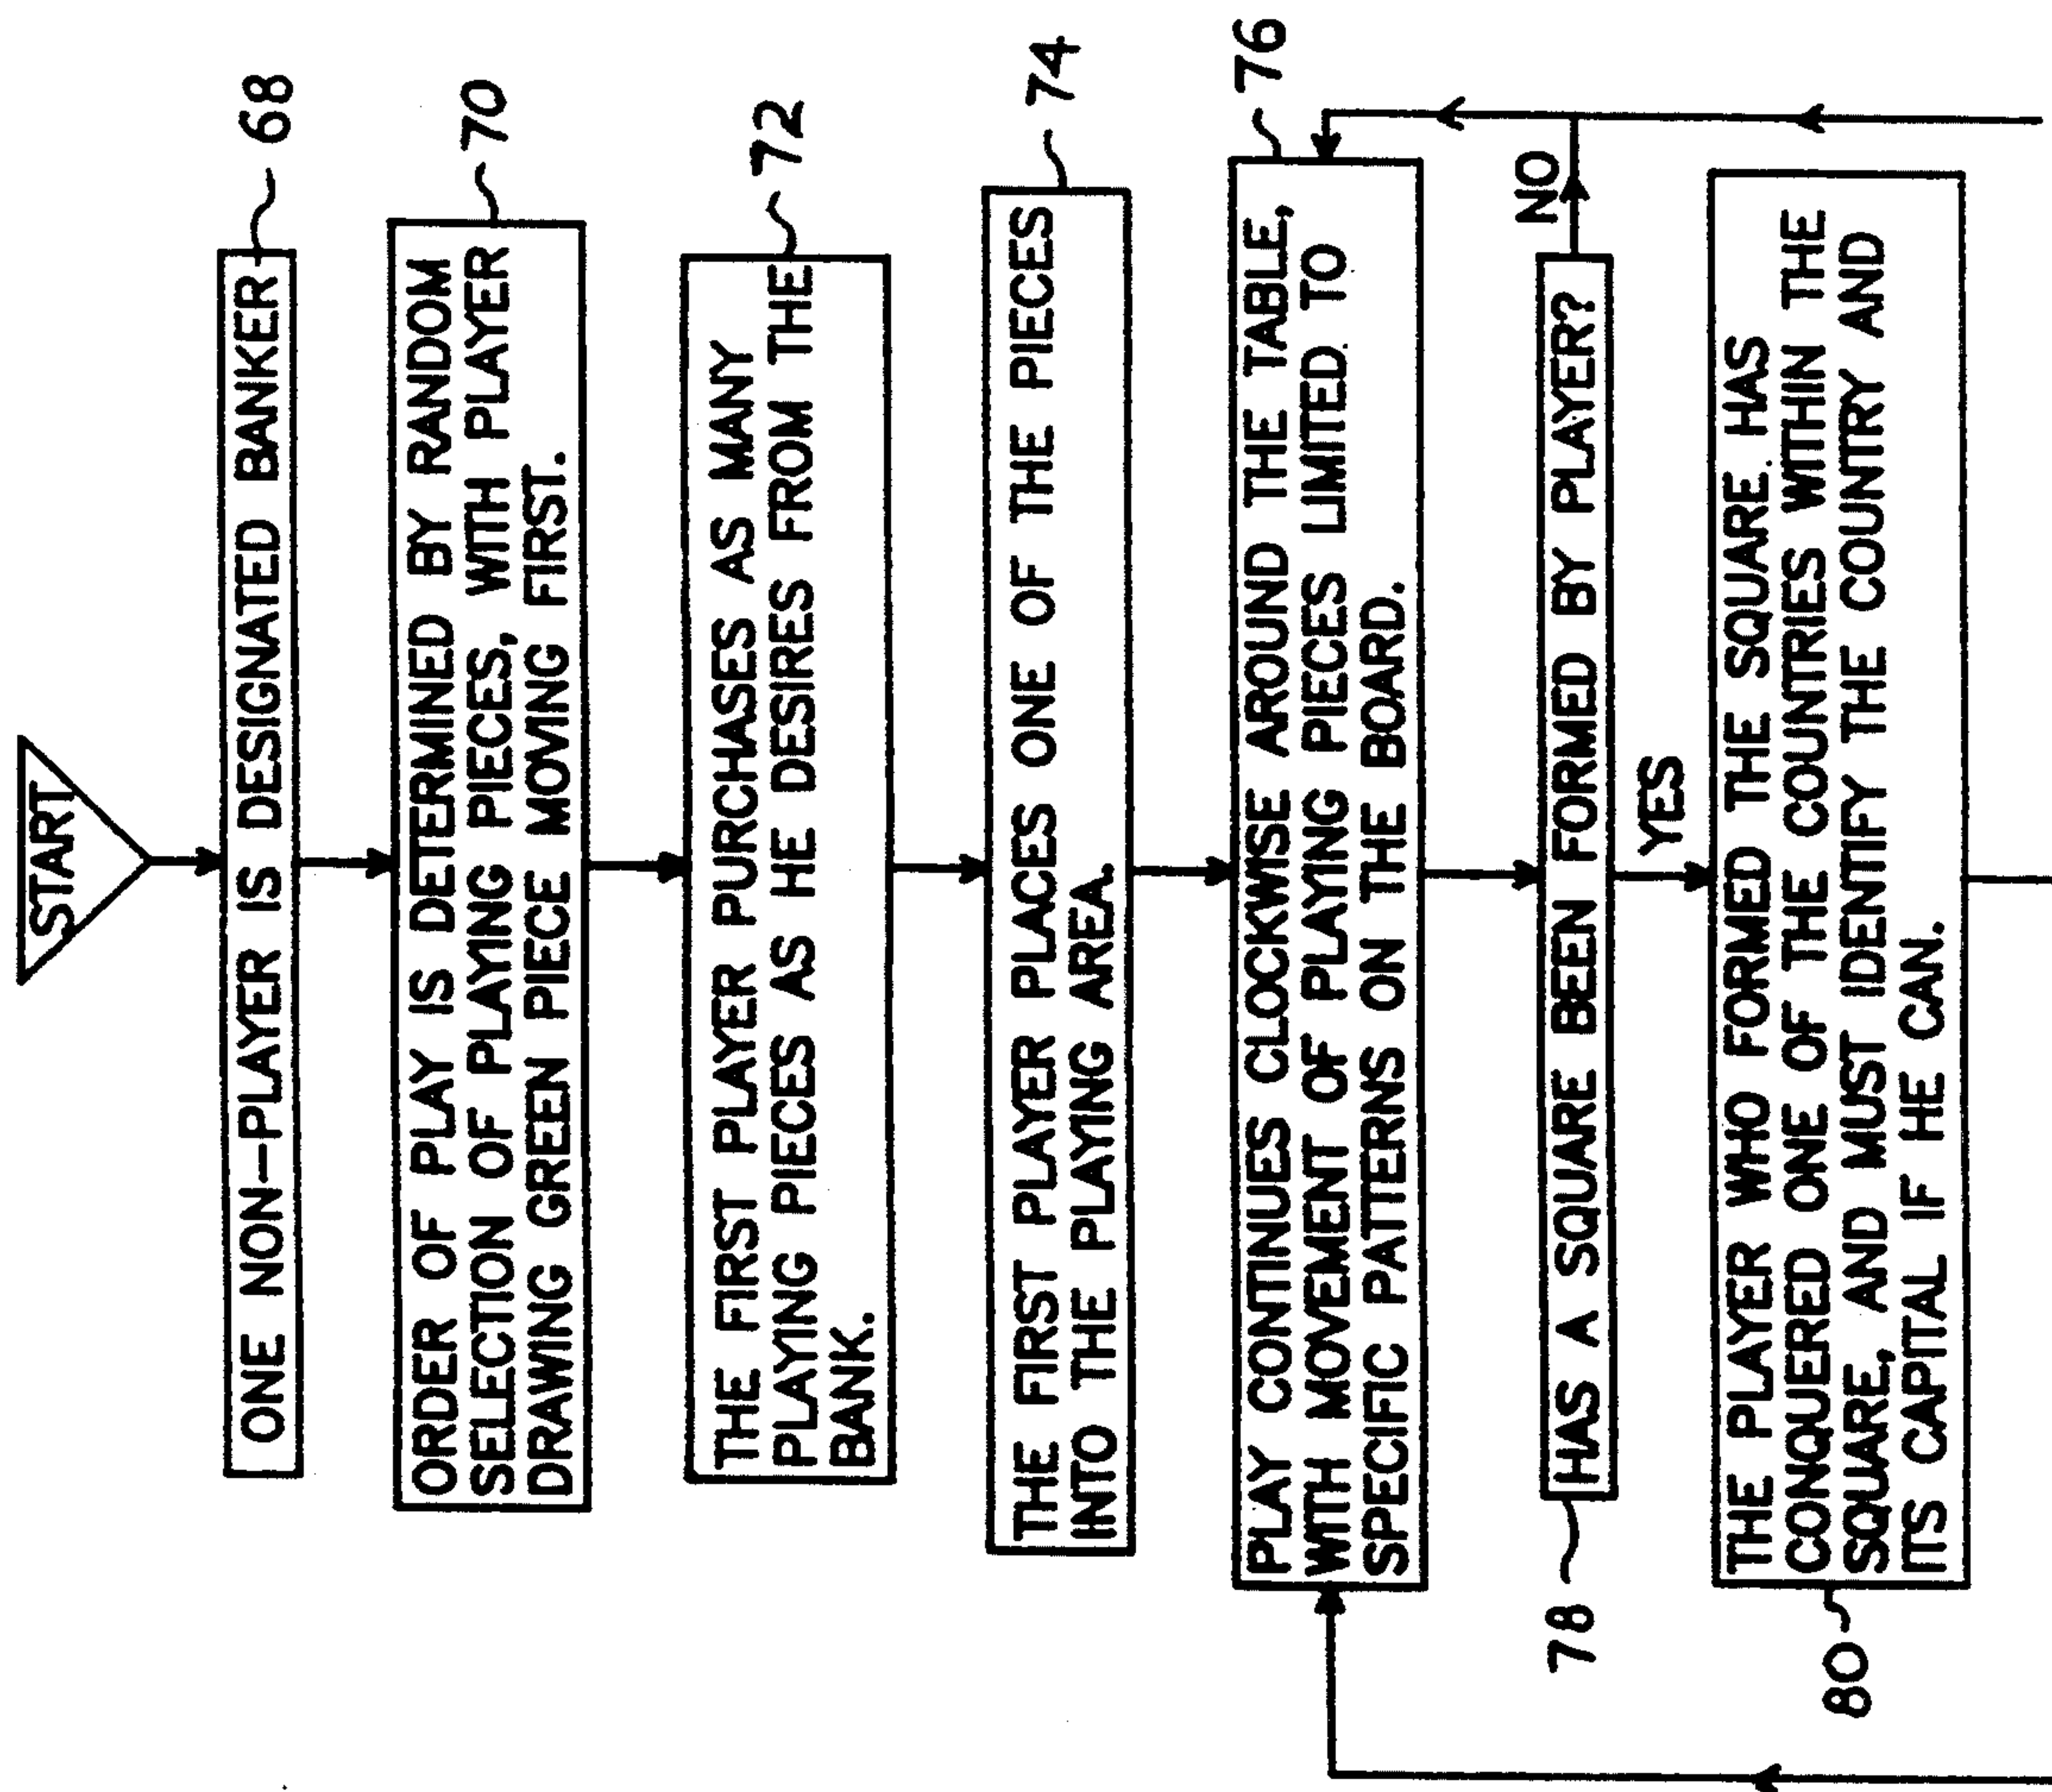 START
ONE NON-PLAYER IS DESIGNATED BANKER
68
ORDER OF PLAY IS DETERMINED BY RANDOM
SELECTION OF PLAYING PIECES, WITH PLAYER
DRAWING GREEN PIECE MOVING FIRST.
70
THE FIRST PLAYER PURCHASES AS MANY
PLAYING PIECES AS HE DESIRES FROM THE
BANK.
72
THE FIRST PLAYER PLACES ONE OF THE PIECES
INTO THE PLAYING AREA.
74
PLAY CONTINUES CLOCKWISE AROUND THE TABLE,
WITH MOVEMENT OF PLAYING PIECES LIMITED TO
SPECIFIC PATTERNS ON THE BOARD.
76
78
HAS A SQUARE BEEN FORMED BY PLAYER?
NO
YES
80
THE PLAYER WHO FORMED THE SQUARE HAS
CONQUERED ONE OF THE COUNTRIES WITHIN THE
SQUARE, AND MUST IDENTIFY THE COUNTRY AND
ITS CAPITAL IF HE CAN.